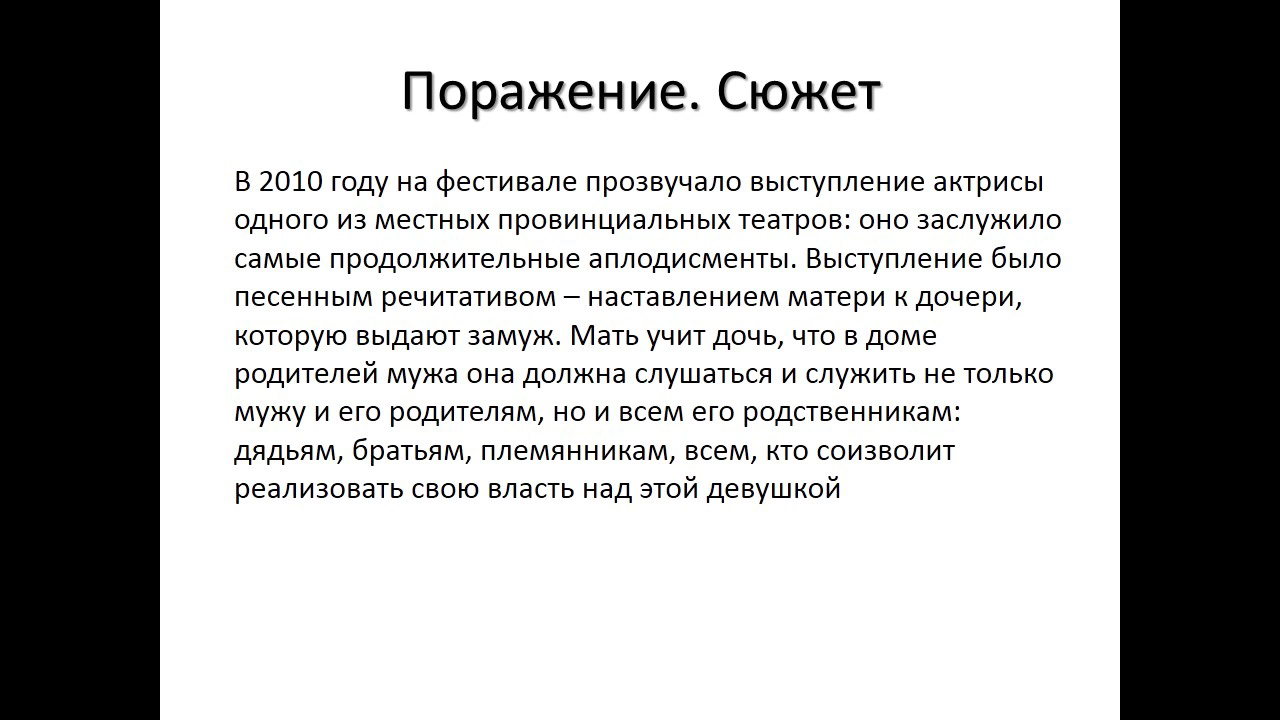 Поражение. Сюжет
В 2010 году на фестивале прозвучало выступление актрисы
одного из местных провинциальных театров: оно заслужило
самые продолжительные аплодисменты. Выступление было
песенным речитативом – наставлением матери к дочери,
которую выдают замуж. Мать учит дочь, что в доме
родителей мужа она должна слушаться и служить не только
мужу и его родителям, но и всем его родственникам:
дядьям, братьям, племянникам, всем, кто соизволит
реализовать свою власть над этой девушкой